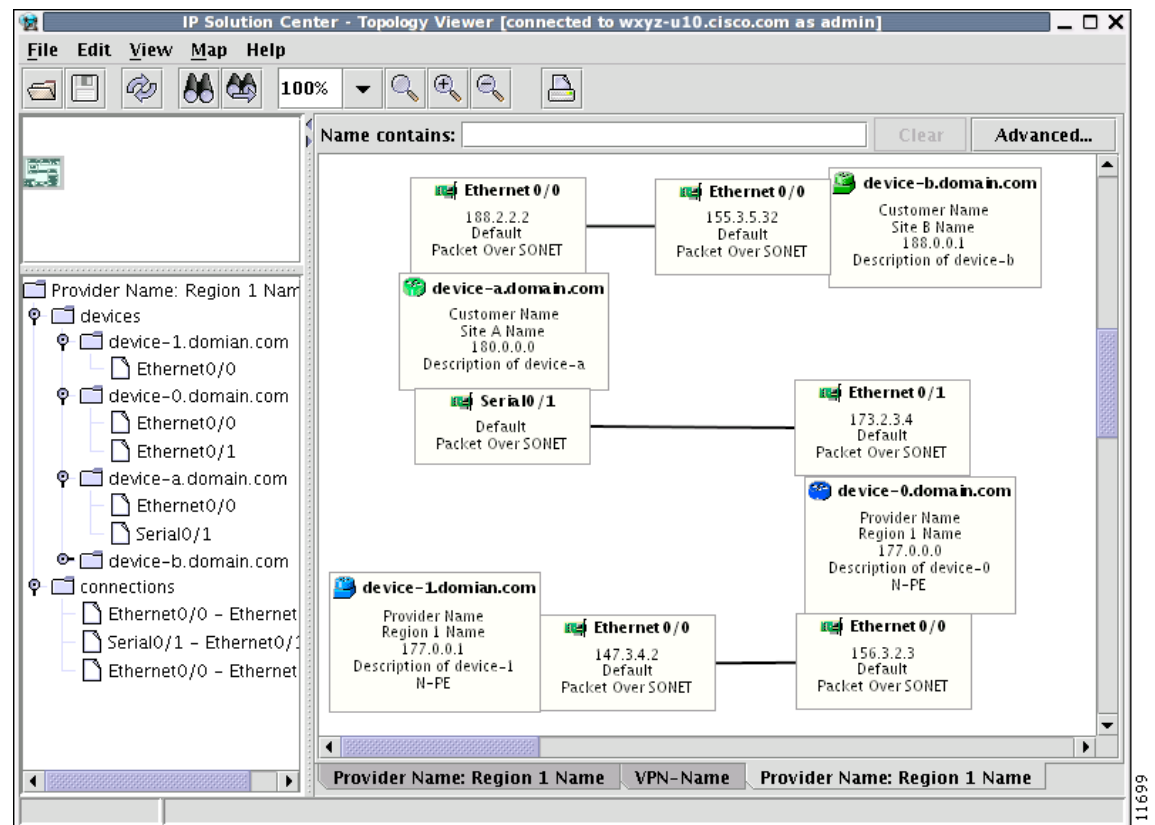 IP Solution Center - Topology Viewer [connected to wxyz-u10.cisco.com as admin]
File Edit View Map Help
100%
Name contains:
Clear
Advanced...
Provider Name: Region 1 Nam
devices
device-1.domian.com
Ethernet0/0
device-0.domain.com
Ethernet0/0
Ethernet0/1
device-a.domain.com
Ethernet0/0
Serial0/1
device-b.domain.com
connections
Ethernet0/0 - Ethernet
Serial0/1 - Ethernet0/1
Ethernet0/0 - Ethernet
Ethernet 0/0
188.2.2.2
Default
Packet Over SONET
Ethernet 0/0
155.3.5.32
Default
Packet Over SONET
device-b.domain.com
Customer Name
Site B Name
188.0.0.1
Description of device-b
device-a.domain.com
Customer Name
Site A Name
180.0.0.0
Description of device-a
Serial0/1
Default
Packet Over SONET
Ethernet 0/1
173.2.3.4
Default
Packet Over SONET
device-0.domain.com
Provider Name
Region 1 Name
177.0.0.0
Description of device-0
N-PE
device-1.domian.com
Provider Name
Region 1 Name
177.0.0.1
Description of device-1
N-PE
Ethernet 0/0
147.3.4.2
Default
Packet Over SONET
Ethernet 0/0
156.3.2.3
Default
Packet Over SONET
Provider Name: Region 1 Name
VPN-Name
Provider Name: Region 1 Name
11699